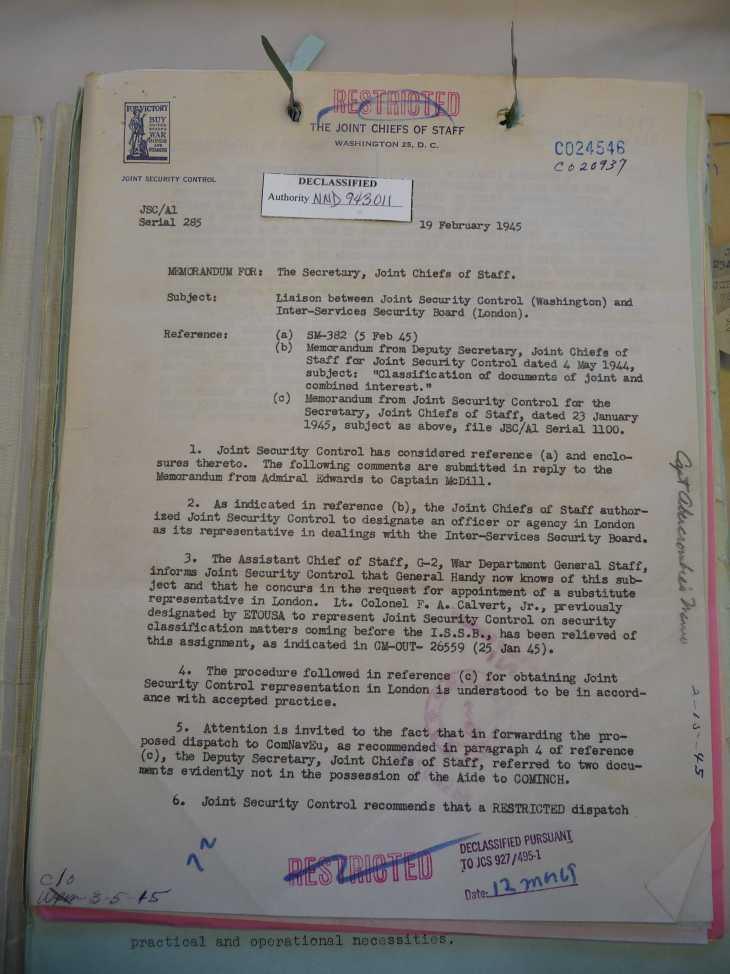 RESTRICTED
THE JOINT CHIEFS OF STAFF
WASHINGTON 25, D. C.
FOR VICTORY
BUY
UNITED
STATES
WAR
BONDS
AND
STAMPS
JOINT SECURITY CONTROL
CO24546
CO20937
DECLASSIFIED
Authority NND 943011
JSC/A1
Serial 285
19 February 1945
MEMORANDUM FOR: The Secretary, Joint Chiefs of Staff.
Subject: Liaison between Joint Security Control (Washington) and
Inter-Services Security Board (London).
Reference: (a) SM-382 (5 Feb 45)
(b) Memorandum from Deputy Secretary, Joint Chiefs of
Staff for Joint Security Control dated 4 May 1944,
subject: "Classification of documents of joint and
combined interest."
(c) Memorandum from Joint Security Control for the
Secretary, Joint Chiefs of Staff, dated 23 January
1945, subject as above, file JSC/A1 Serial 1100.
1. Joint Security Control has considered reference (a) and enclo-
sures thereto. The following comments are submitted in reply to the
Memorandum from Admiral Edwards to Captain McDill.
2. As indicated in reference (b), the Joint Chiefs of Staff author-
ized Joint Security Control to designate an officer or agency in London
as its representative in dealings with the Inter-Services Security Board.
3. The Assistant Chief of Staff, G-2, War Department General Staff,
informs Joint Security Control that General Handy now knows of this sub-
ject and that he concurs in the request for appointment of a substitute
representative in London. Lt. Colonel F. A. Calvert, Jr., previously
designated by ETOUSA to represent Joint Security Control on security
classification matters coming before the I.S.S.B., has been relieved of
this assignment, as indicated in CM-OUT- 26559 (25 Jan 45).
4. The procedure followed in reference (c) for obtaining Joint
Security Control representation in London is understood to be in accord-
ance with accepted practice.
5. Attention is invited to the fact that in forwarding the pro-
posed dispatch to ComNavEu, as recommended in paragraph 4 of reference
(c), the Deputy Secretary, Joint Chiefs of Staff, referred to two docu-
ments evidently not in the possession of the Aide to COMINCH.
6. Joint Security Control recommends that a RESTRICTED dispatch
Capt Abercrombie's
2-15-45
RESTRICTED
DECLASSIFIED PURSUANT
TO JCS 927/495-1
Date:
c/o
3-5-45
practical and operational necessities.